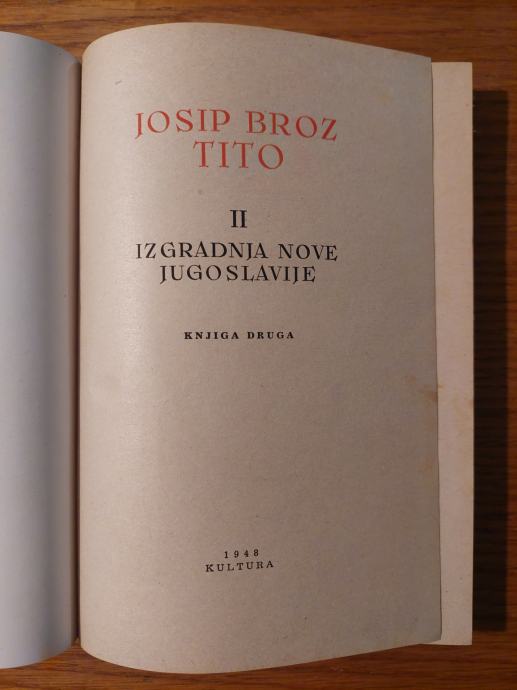 JOSIP BROZ
TITO
II
IZGRADNJA NOVE
JUGOSLAVIJE
KNJIGA DRUGA
1948
KULTURA